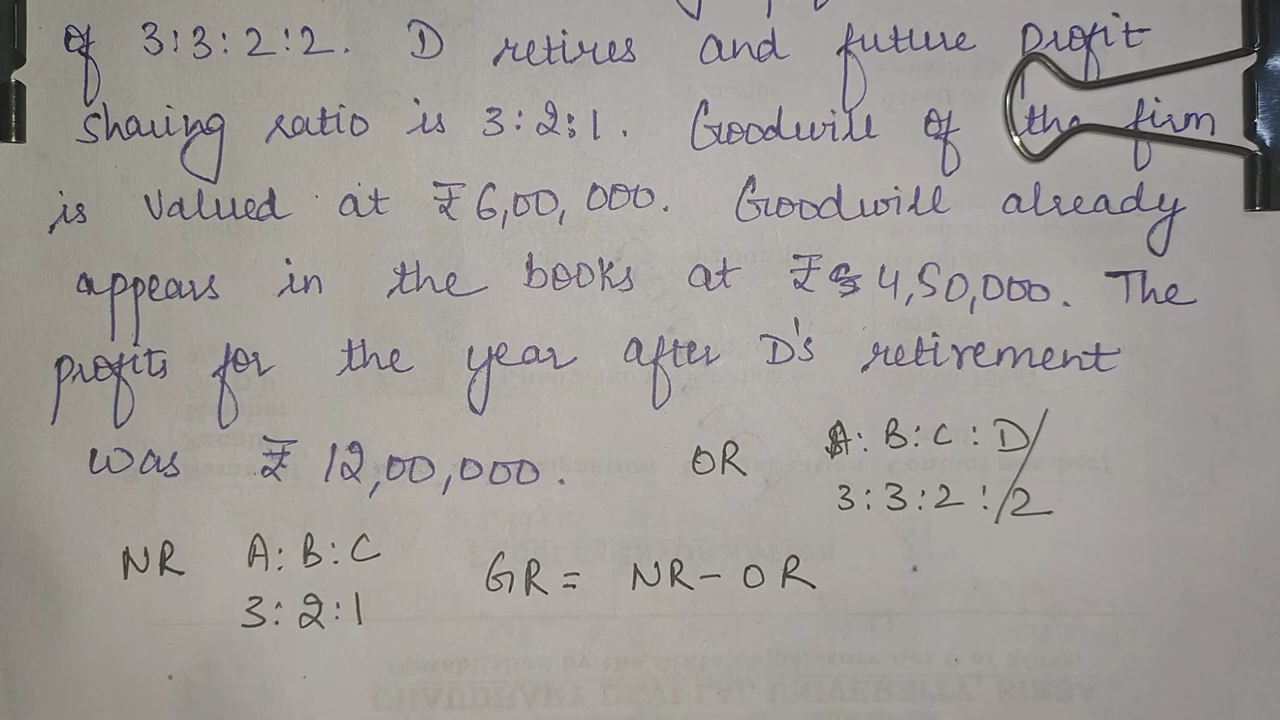 of 3:3:2:2. D retires and future profit
sharing ratio is 3:2:1. Goodwill of the firm
is valued at ₹6,00,000. Goodwill already
appears in the books at ₹ 4,50,000. The
profits for the year after D's retirement
was ₹ 12,00,000. OR A: B: C: D
3:3:2:2
NR A: B: C GR = NR - OR
3:2:1